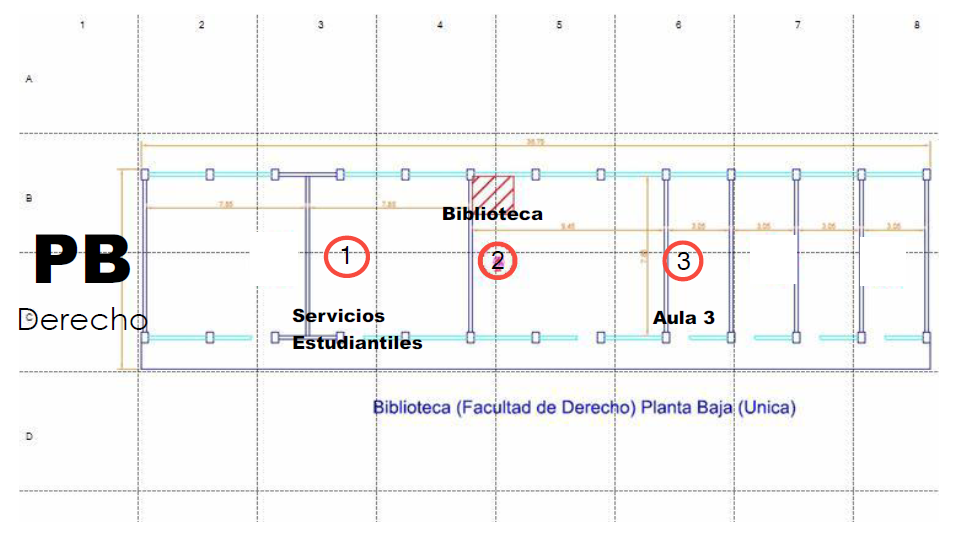 1 2 3 4 5 6 7 8
A
38.70
B
7.85 7.85
Biblioteca
9.45 3.05 3.05 3.05 3.05
PB
1 2 3
C
Derecho
Servicios
Estudiantiles
Aula 3
Biblioteca (Facultad de Derecho) Planta Baja (Unica)
D